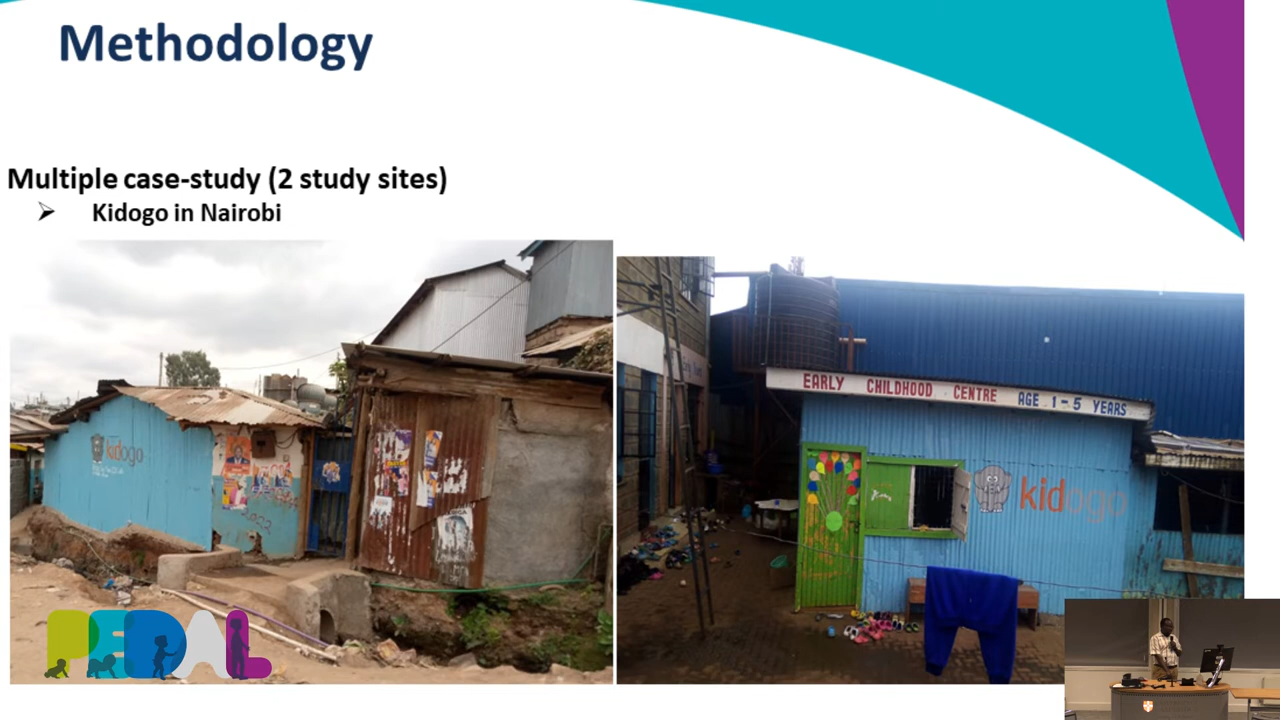 Methodology
Multiple case-study (2 study sites)
Kidogo in Nairobi
kidogo
EARLY CHILDHOOD CENTRE AGE 1-5 YEARS
kidogo
PEDAL